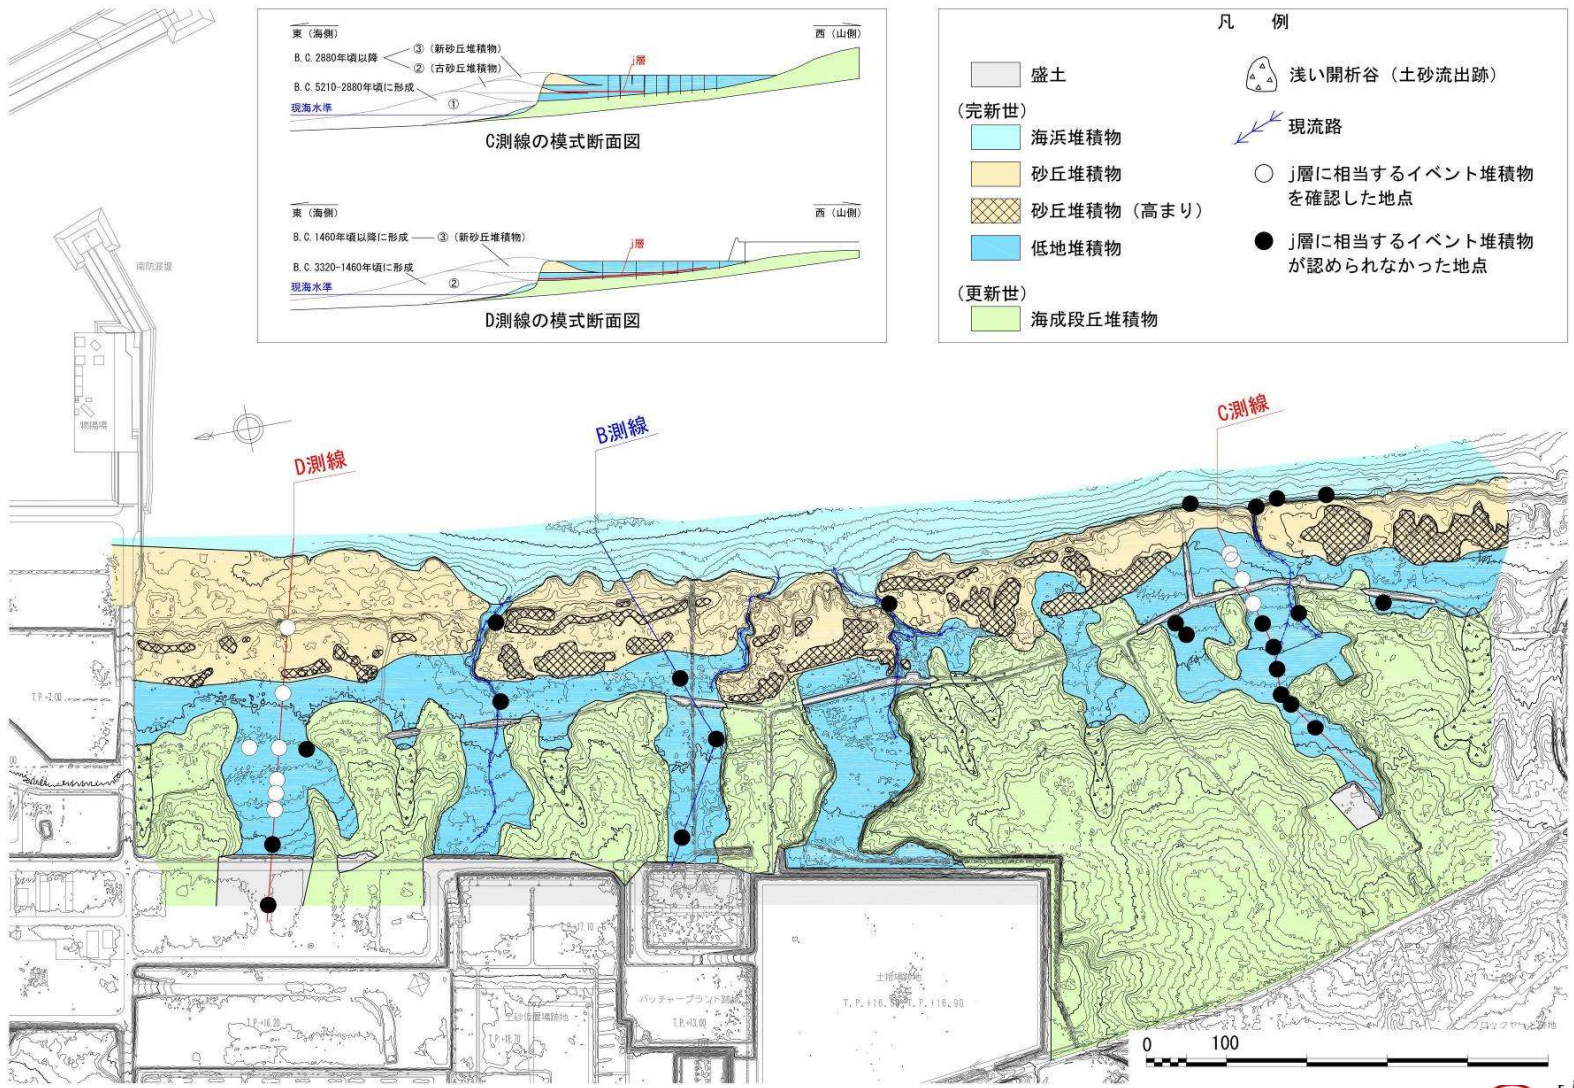 東（海側）
西（山側）
B.C.2880年頃以降
③（新砂丘堆積物）
②（古砂丘堆積物）
j層
B.C.5210-2880年頃に形成
①
現海水準
C測線の模式断面図
東（海側）
西（山側）
B.C.1460年頃以降に形成
③（新砂丘堆積物）
j層
B.C.3320-1460年頃に形成
②
現海水準
D測線の模式断面図
凡 例
盛土
（完新世）
海浜堆積物
砂丘堆積物
砂丘堆積物（高まり）
低地堆積物
（更新世）
海成段丘堆積物
浅い開析谷（土砂流出跡）
現流路
j層に相当するイベント堆積物
を確認した地点
j層に相当するイベント堆積物
が認められなかった地点
南防波堤
物揚場
D測線
B測線
C測線
T.P.+16.20
T.P.+13.00
0
100